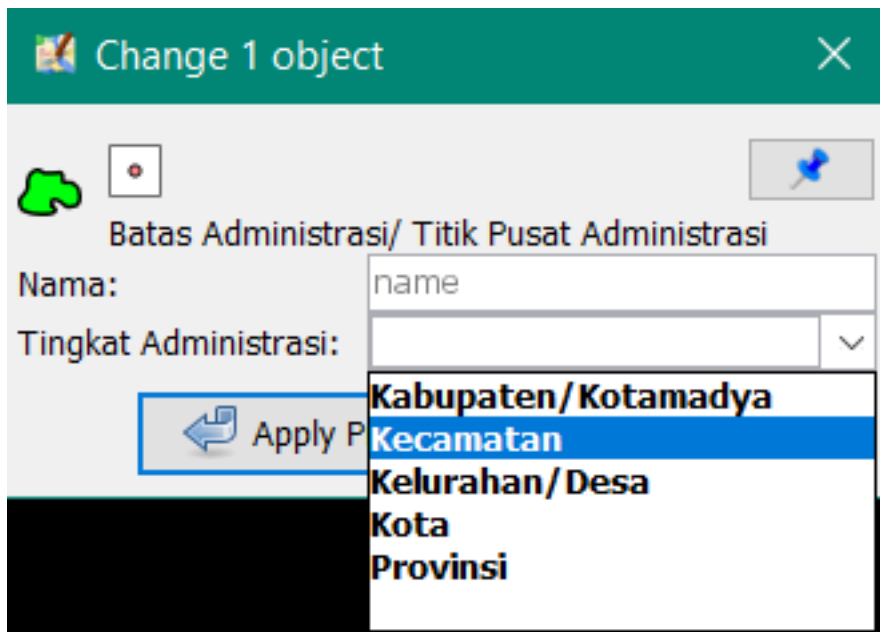 Change 1 object
Batas Administrasi/ Titik Pusat Administrasi
Nama: name
Tingkat Administrasi:
Apply P
Kabupaten/Kotamadya
Kecamatan
Kelurahan/Desa
Kota
Provinsi